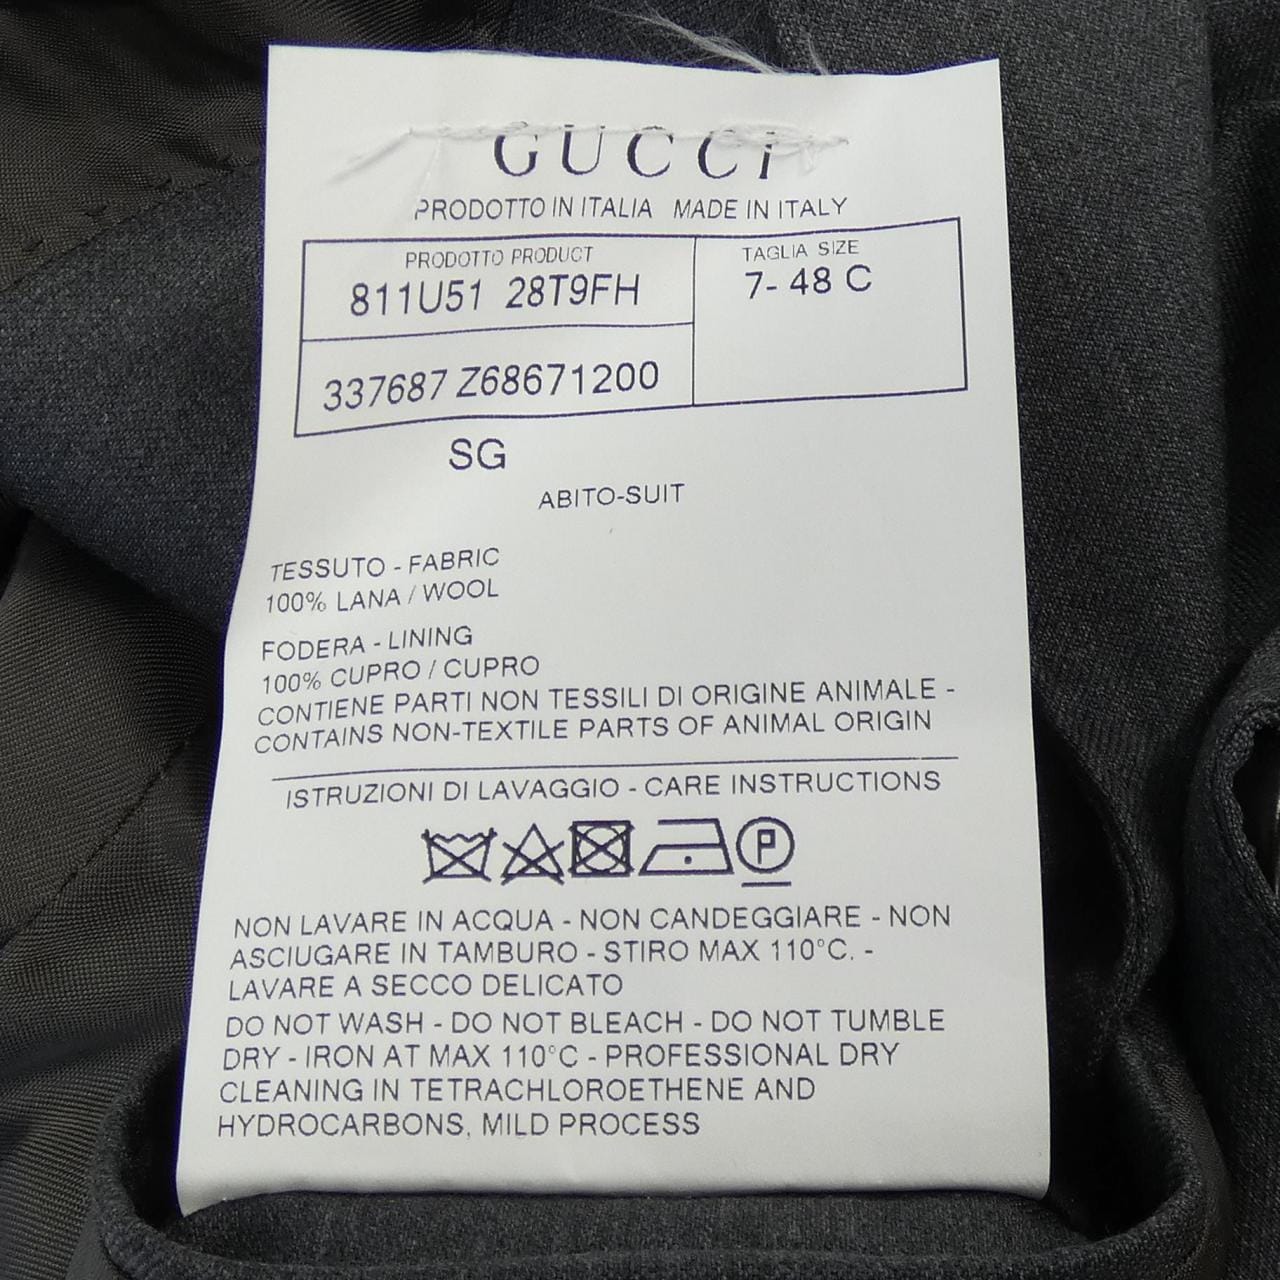 GUCCI
PRODOTTO IN ITALIA MADE IN ITALY
PRODOTTO PRODUCT
811U51 28T9FH
TAGLIA SIZE
7- 48 C
337687 Z68671200
SG
ABITO-SUIT
TESSUTO - FABRIC
100% LANA / WOOL
FODERA - LINING
100% CUPRO / CUPRO
CONTIENE PARTI NON TESSILI DI ORIGINE ANIMALE -
CONTAINS NON-TEXTILE PARTS OF ANIMAL ORIGIN
ISTRUZIONI DI LAVAGGIO - CARE INSTRUCTIONS
P
NON LAVARE IN ACQUA - NON CANDEGGIARE - NON
ASCIUGARE IN TAMBURO - STIRO MAX 110°C. -
LAVARE A SECCO DELICATO
DO NOT WASH - DO NOT BLEACH - DO NOT TUMBLE
DRY - IRON AT MAX 110°C - PROFESSIONAL DRY
CLEANING IN TETRACHLOROETHENE AND
HYDROCARBONS, MILD PROCESS